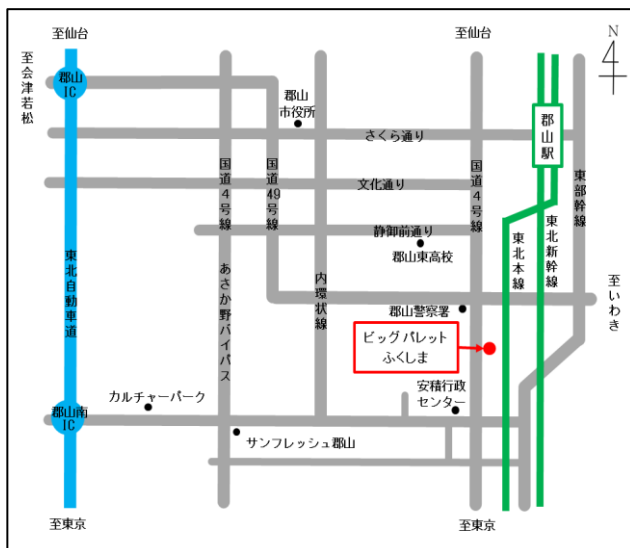 至仙台
至仙台
N
至会津若松
郡山
IC
郡山
市役所
さくら通り
郡山駅
国道4号線
国道49号線
文化通り
国道4号線
東部幹線
静御前通り
郡山東高校
東北本線
東北新幹線
東北自動車道
あさか野バイパス
内環状線
至いわき
郡山警察署
ビッグパレット
ふくしま
カルチャーパーク
安積行政
センター
郡山南
IC
サンフレッシュ郡山
至東京
至東京